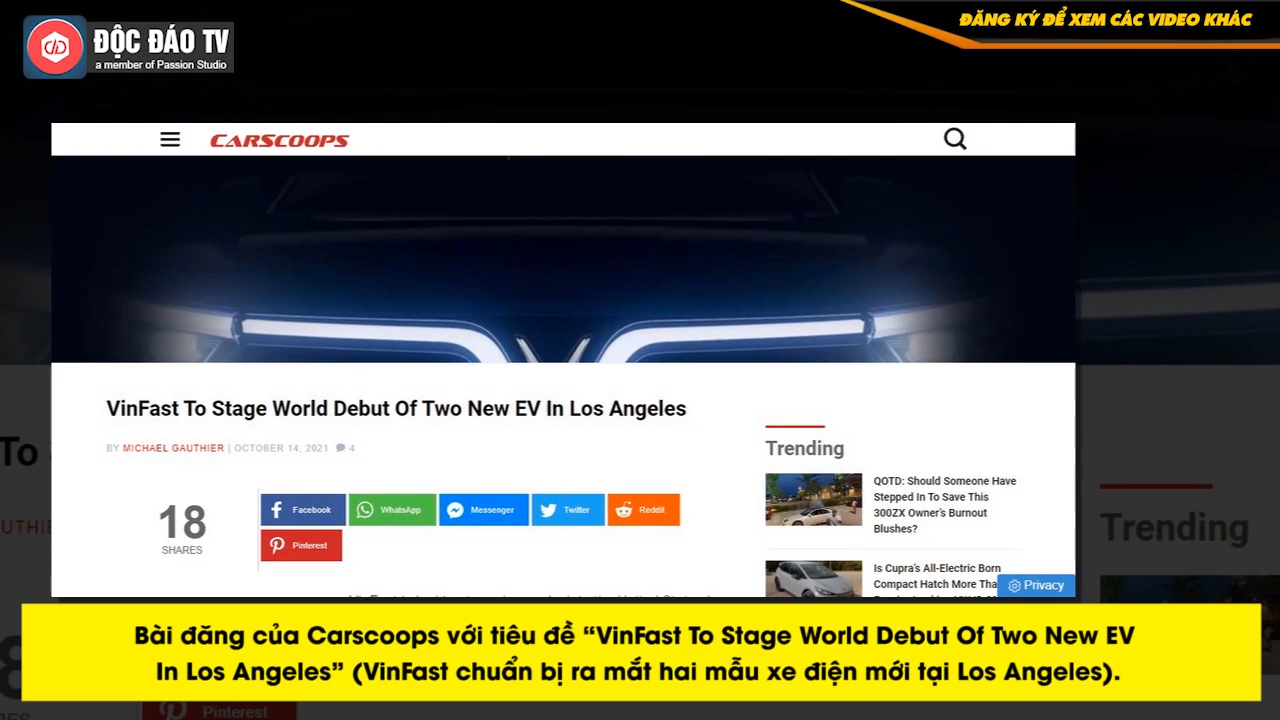 ĐỘC ĐÁO TV
a member of Passion Studio
ĐĂNG KÝ ĐỂ XEM CÁC VIDEO KHÁC
CARSCOOPS
VinFast To Stage World Debut Of Two New EV In Los Angeles
BY MICHAEL GAUTHIER | OCTOBER 14, 2021 4
18
SHARES
Facebook
WhatsApp
Messenger
Twitter
Reddit
Pinterest
Trending
QOTD: Should Someone Have
Stepped In To Save This
300ZX Owner's Burnout
Blushes?
Is Cupra's All-Electric Born
Compact Hatch More Tha
Privacy
To
Trending
Pinterest
Bài đăng của Carscoops với tiêu đề “VinFast To Stage World Debut Of Two New EV
In Los Angeles” (VinFast chuẩn bị ra mắt hai mẫu xe điện mới tại Los Angeles).